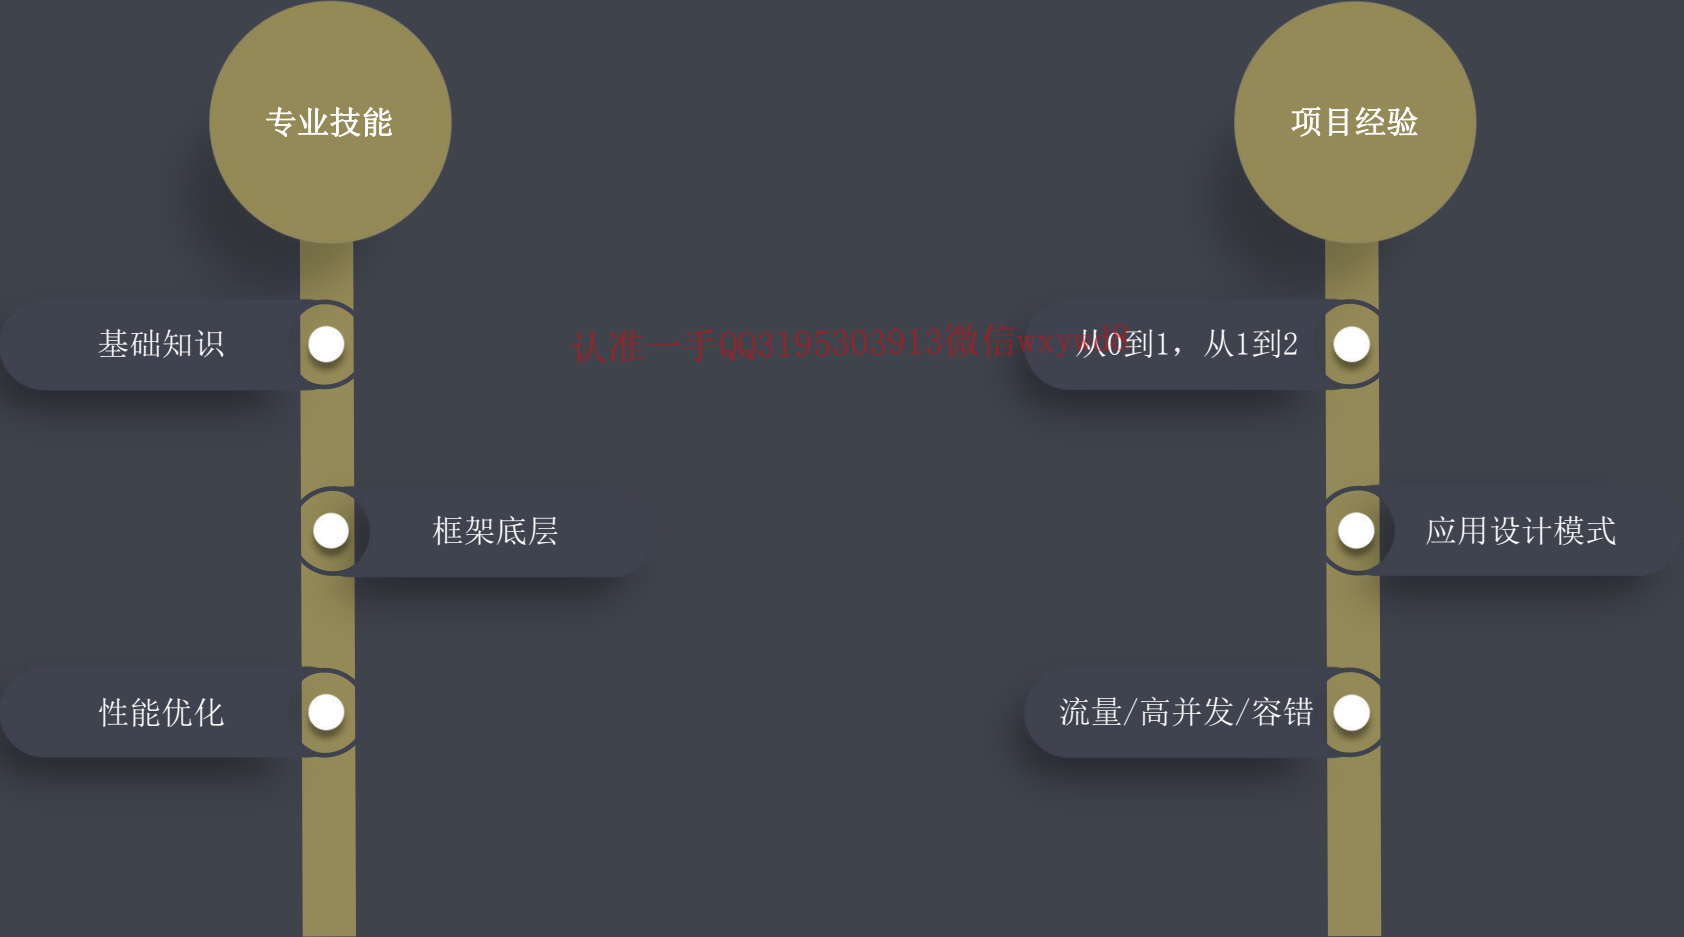 专业技能
基础知识
框架底层
性能优化
项目经验
从0到1，从1到2
应用设计模式
流量/高并发/容错
认准一手QQ3195303913微信